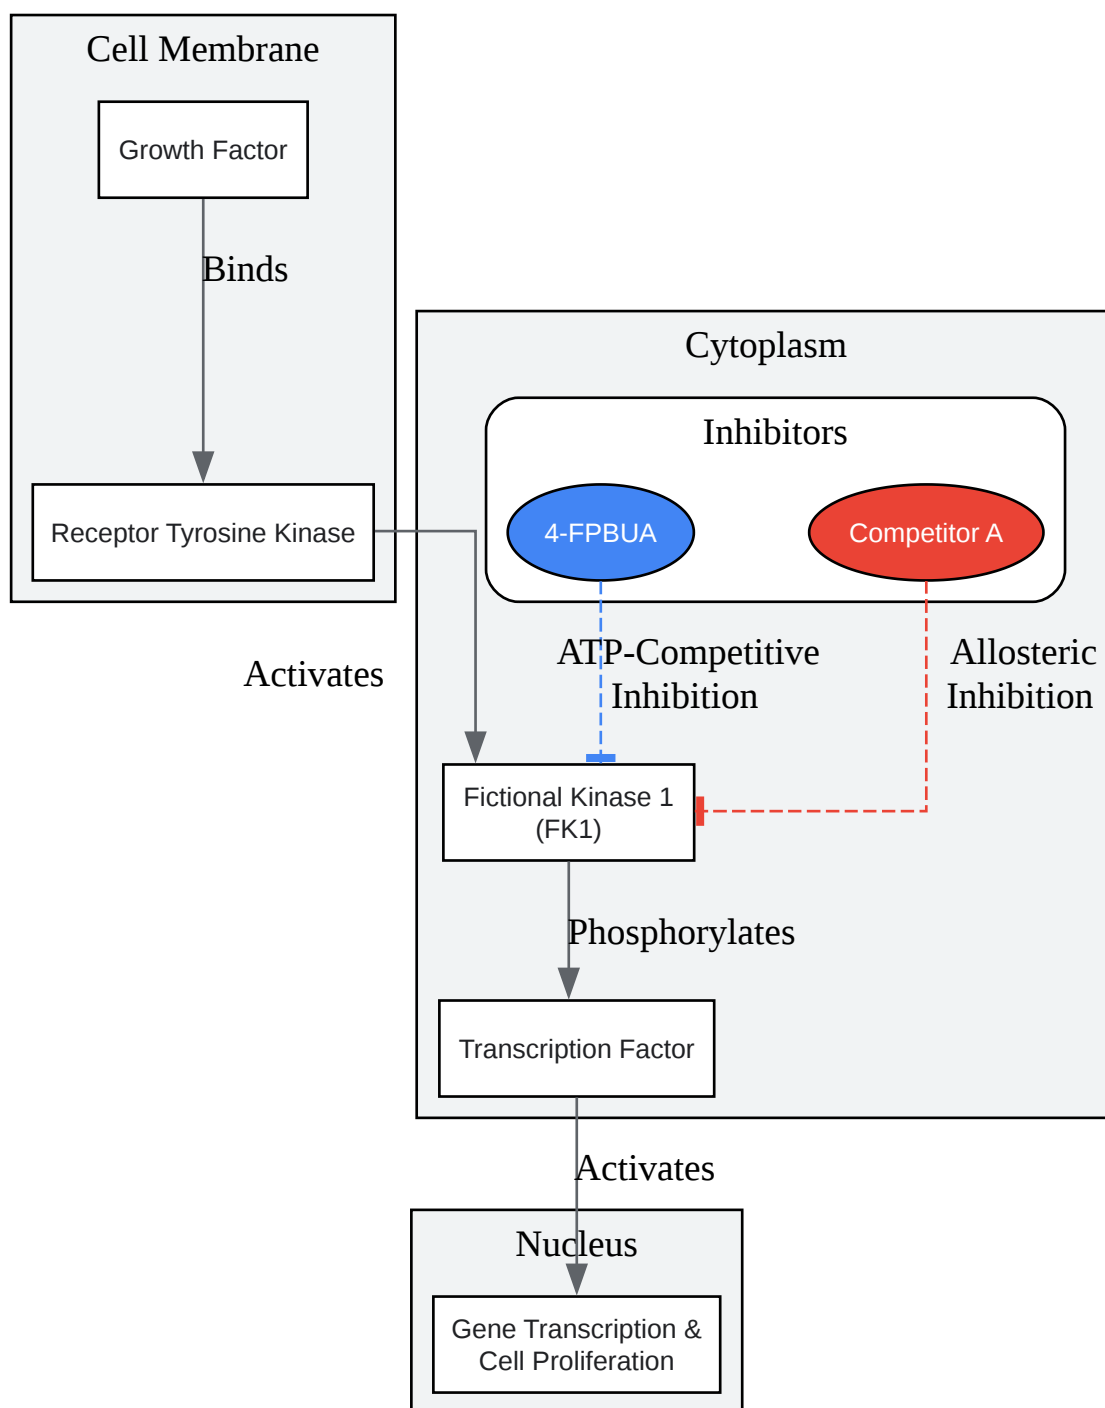 Cell Membrane
Growth Factor
Binds
Receptor Tyrosine Kinase
Activates
Cytoplasm
Inhibitors
4-FPBUA
Competitor A
ATP-Competitive
Inhibition
Allosteric
Inhibition
Fictional Kinase 1
(FK1)
Phosphorylates
Transcription Factor
Activates
Nucleus
Gene Transcription &
Cell Proliferation